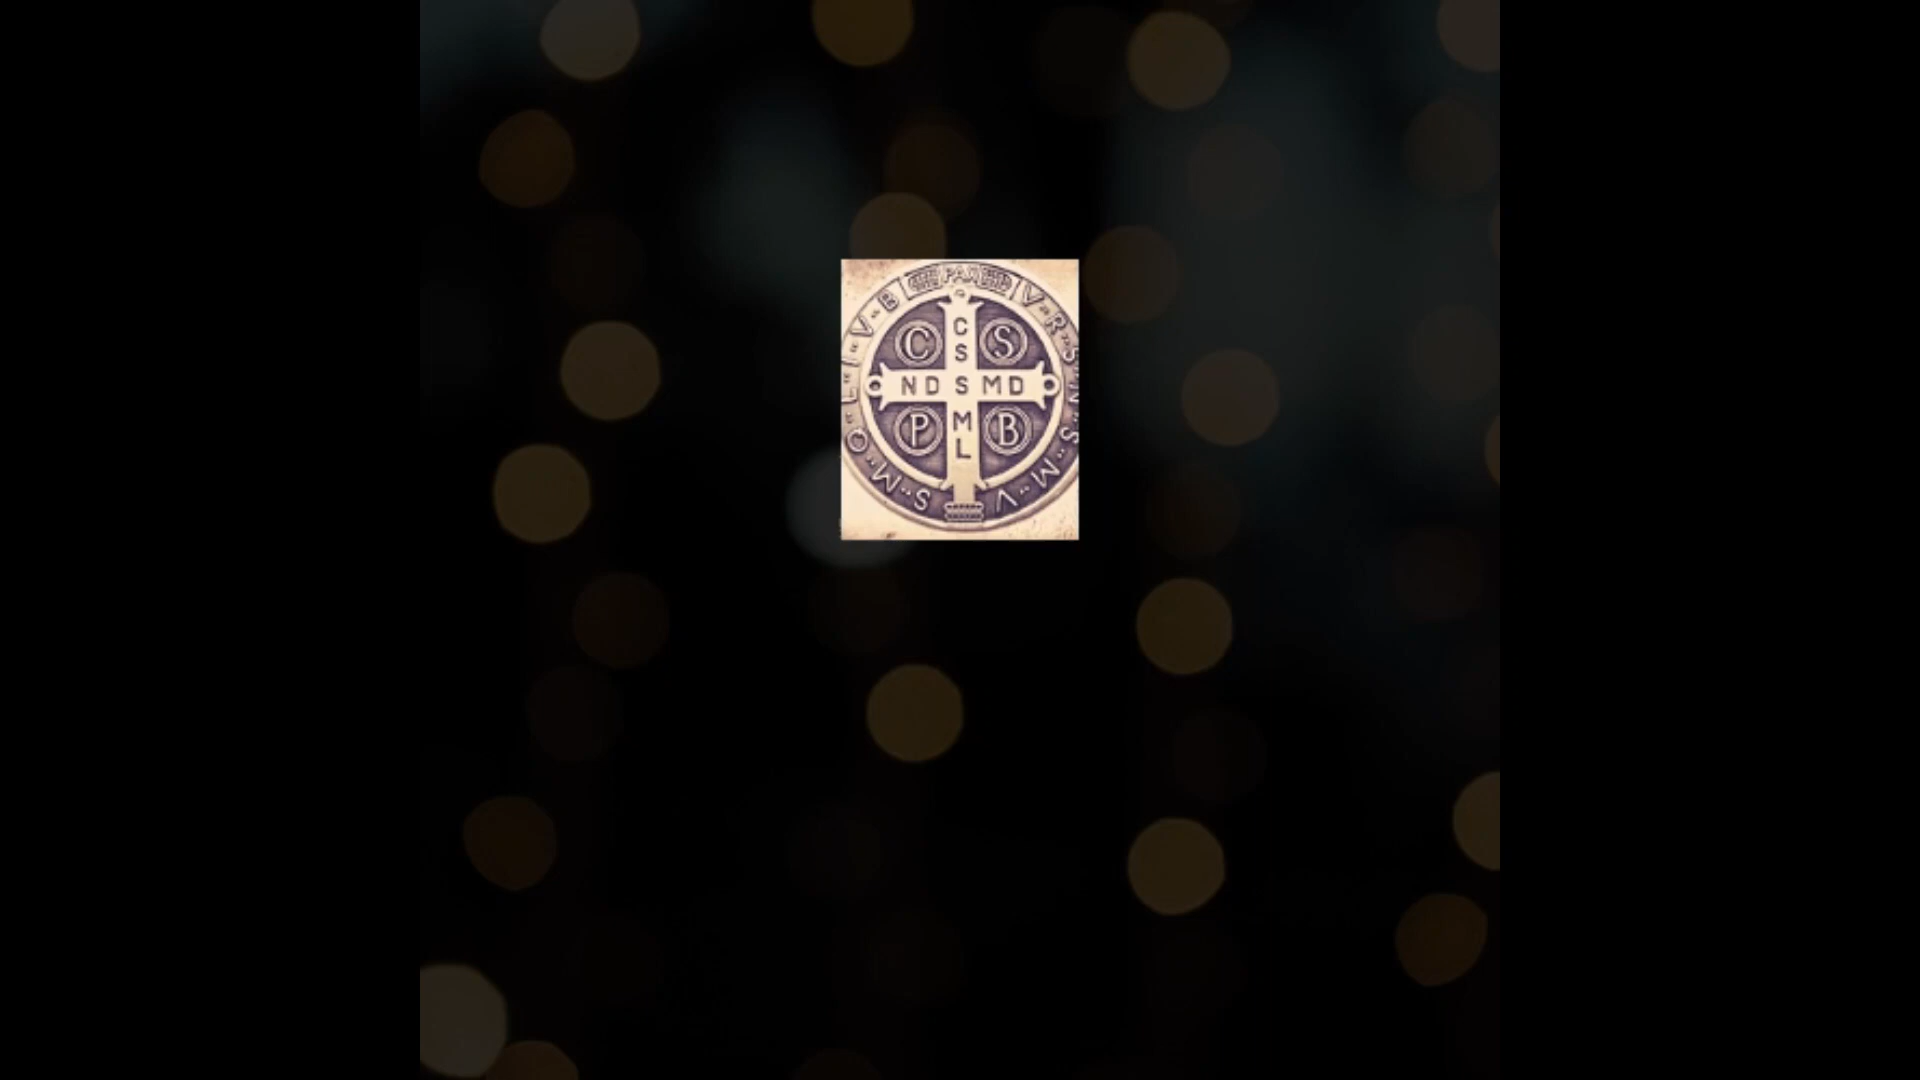 PAX
V·R·S·N·S·M·V
S·M·Q·L·I·V·B
C S
C
S
N D S M D
M
L
P B